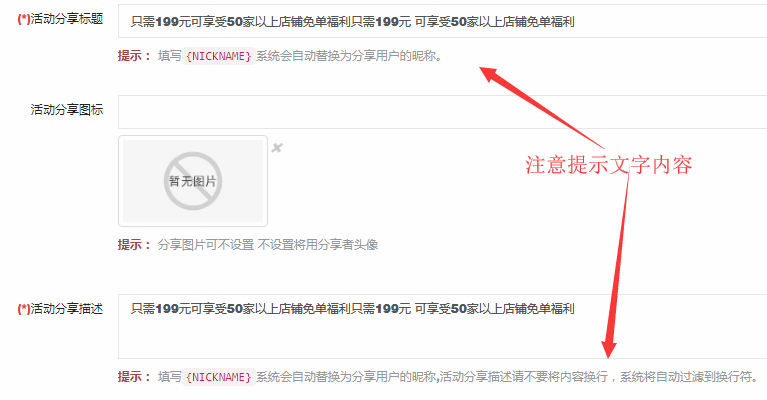 (*)活动分享标题
只需199元可享受50家以上店铺免单福利只需199元 可享受50家以上店铺免单福利
提示： 填写 {NICKNAME} 系统会自动替换为分享用户的昵称。
活动分享图标
✖
暂无图片
注意提示文字内容
提示： 分享图片可不设置 不设置将用分享者头像
(*)活动分享描述
只需199元可享受50家以上店铺免单福利只需199元 可享受50家以上店铺免单福利
提示： 填写 {NICKNAME} 系统会自动替换为分享用户的昵称,活动分享描述请不要将内容换行，系统将自动过滤到换行符。